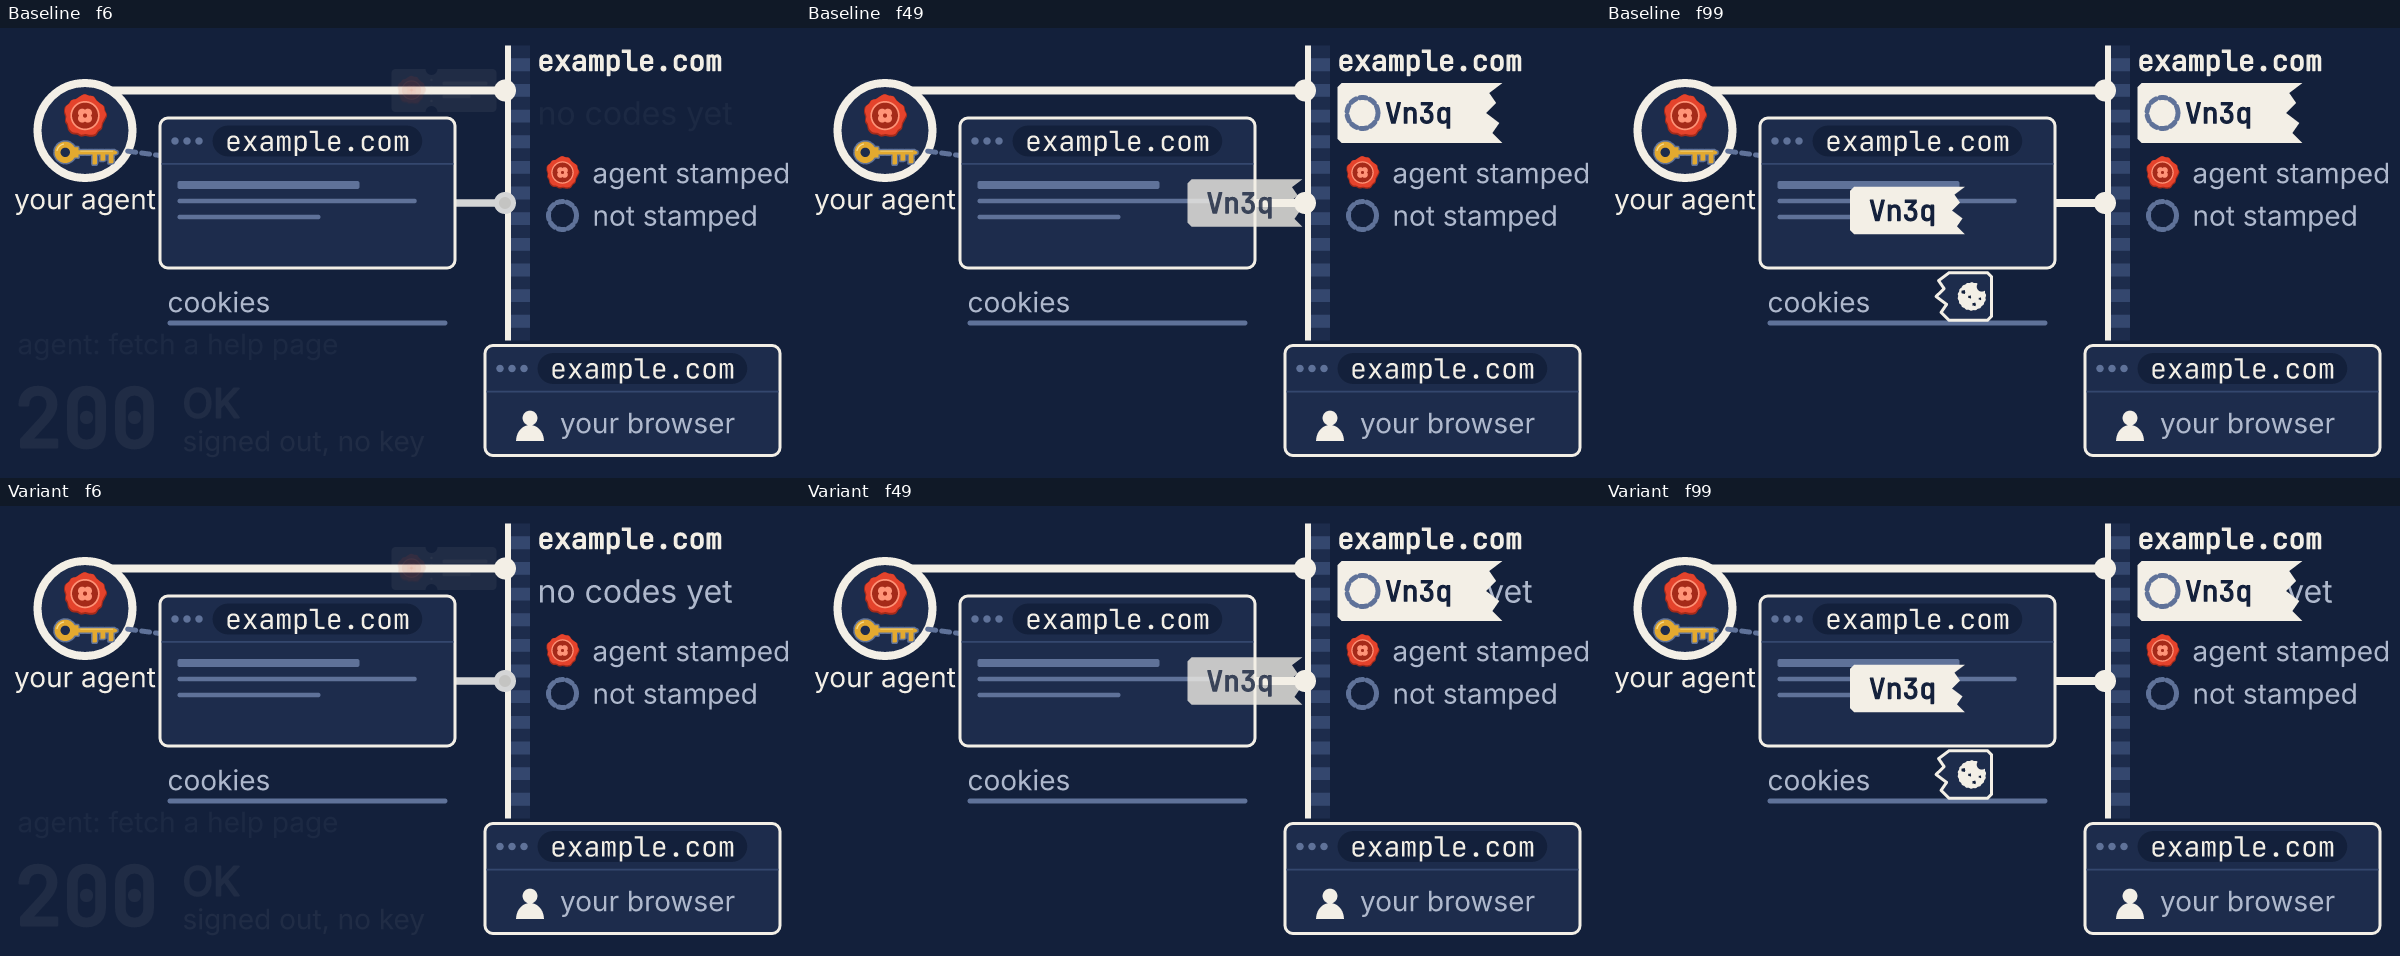 Baseline f6
example.com
no codes yet
example.com
agent stamped
not stamped
your agent
cookies
agent: fetch a help page
200 OK
signed out, no key
example.com
your browser
Baseline f49
example.com
Vn3q
example.com
agent stamped
Vn3q
not stamped
your agent
cookies
example.com
your browser
Baseline f99
example.com
Vn3q
example.com
agent stamped
Vn3q
not stamped
your agent
cookies
example.com
your browser
Variant f6
example.com
no codes yet
example.com
agent stamped
not stamped
your agent
cookies
agent: fetch a help page
200 OK
signed out, no key
example.com
your browser
Variant f49
example.com
Vn3q yet
example.com
agent stamped
Vn3q
not stamped
your agent
cookies
example.com
your browser
Variant f99
example.com
Vn3q yet
example.com
agent stamped
Vn3q
not stamped
your agent
cookies
example.com
your browser